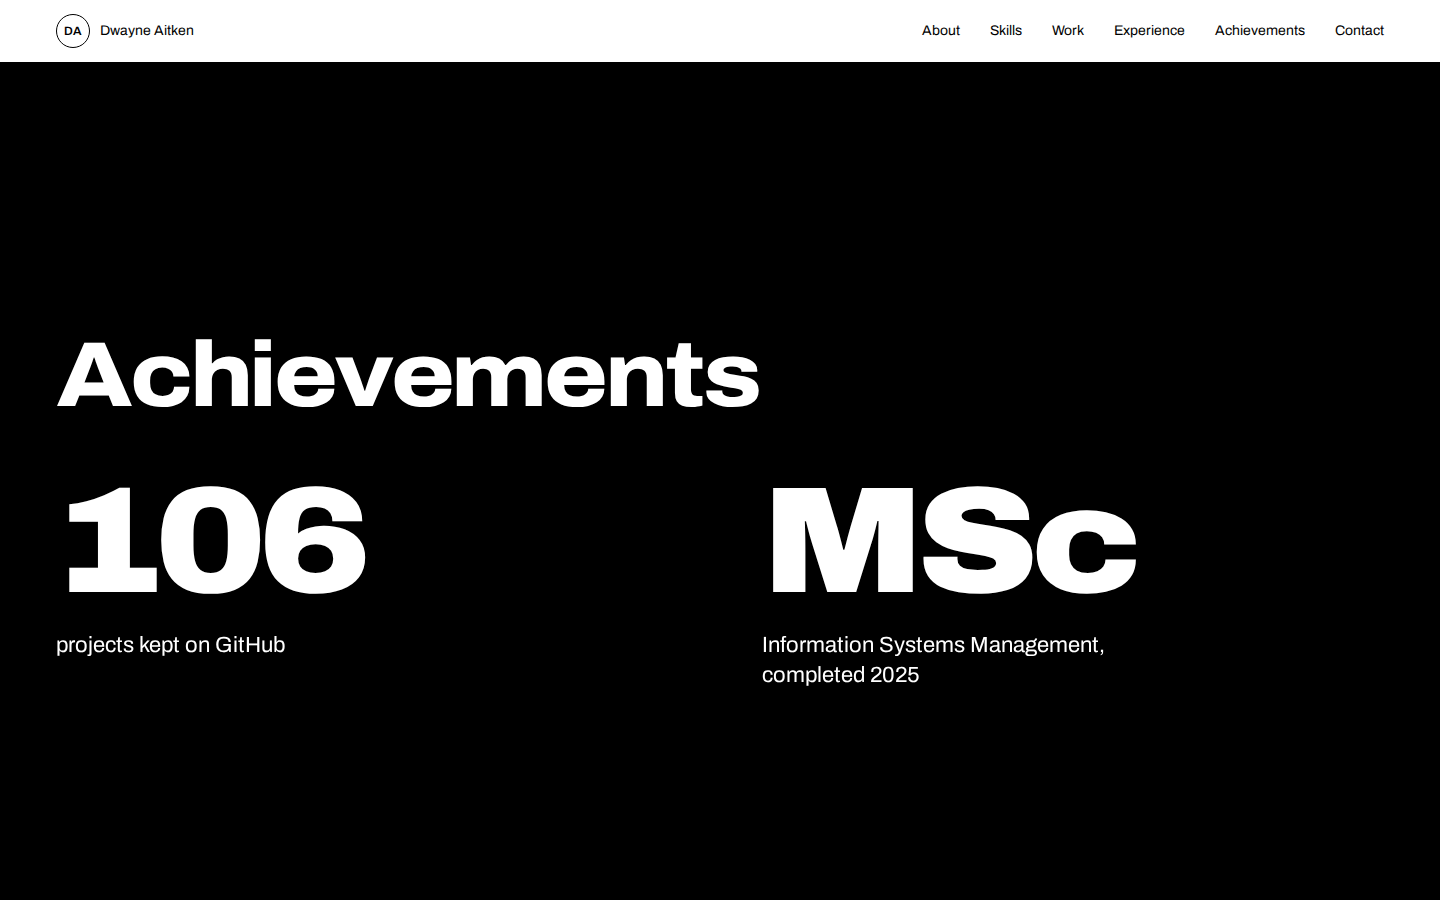 DA Dwayne Aitken About Skills Work Experience Achievements Contact
Achievements
106
projects kept on GitHub
MSc
Information Systems Management,
completed 2025